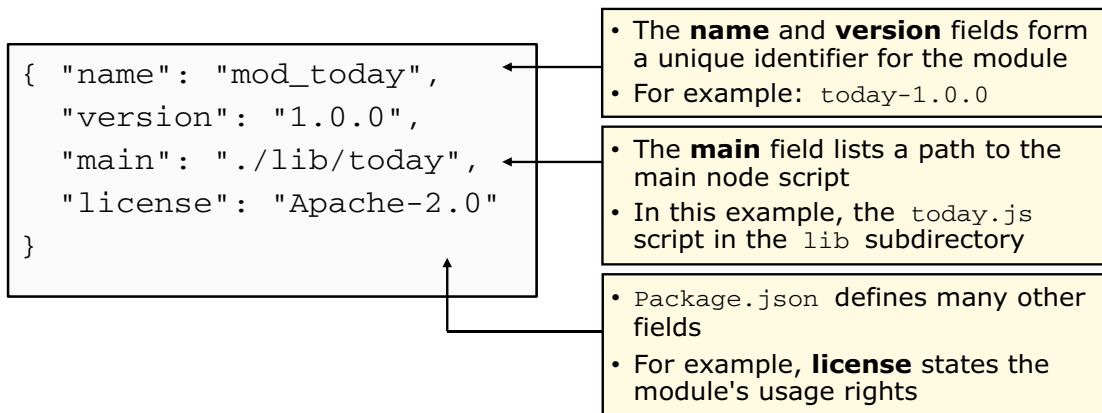 { "name": "mod_today",
"version": "1.0.0",
"main": "./lib/today",
"license": "Apache-2.0"
}
• The name and version fields form
a unique identifier for the module
• For example: today-1.0.0
• The main field lists a path to the
main node script
• In this example, the today.js
script in the lib subdirectory
• Package.json defines many other
fields
• For example, license states the
module's usage rights